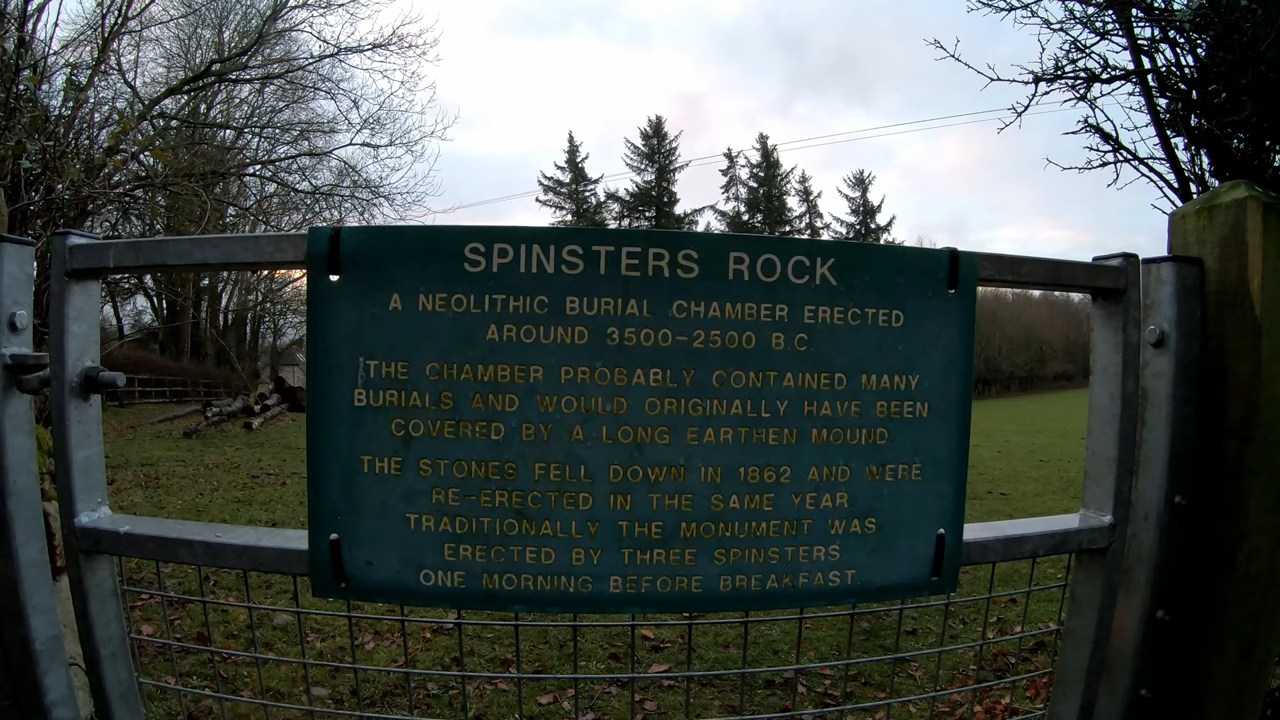 SPINSTERS ROCK
A NEOLITHIC BURIAL CHAMBER ERECTED
AROUND 3500-2500 B.C.
THE CHAMBER PROBABLY CONTAINED MANY
BURIALS AND WOULD ORIGINALLY HAVE BEEN
COVERED BY A LONG EARTHEN MOUND
THE STONES FELL DOWN IN 1862 AND WERE
RE-ERECTED IN THE SAME YEAR
TRADITIONALLY THE MONUMENT WAS
ERECTED BY THREE SPINSTERS
ONE MORNING BEFORE BREAKFAST.